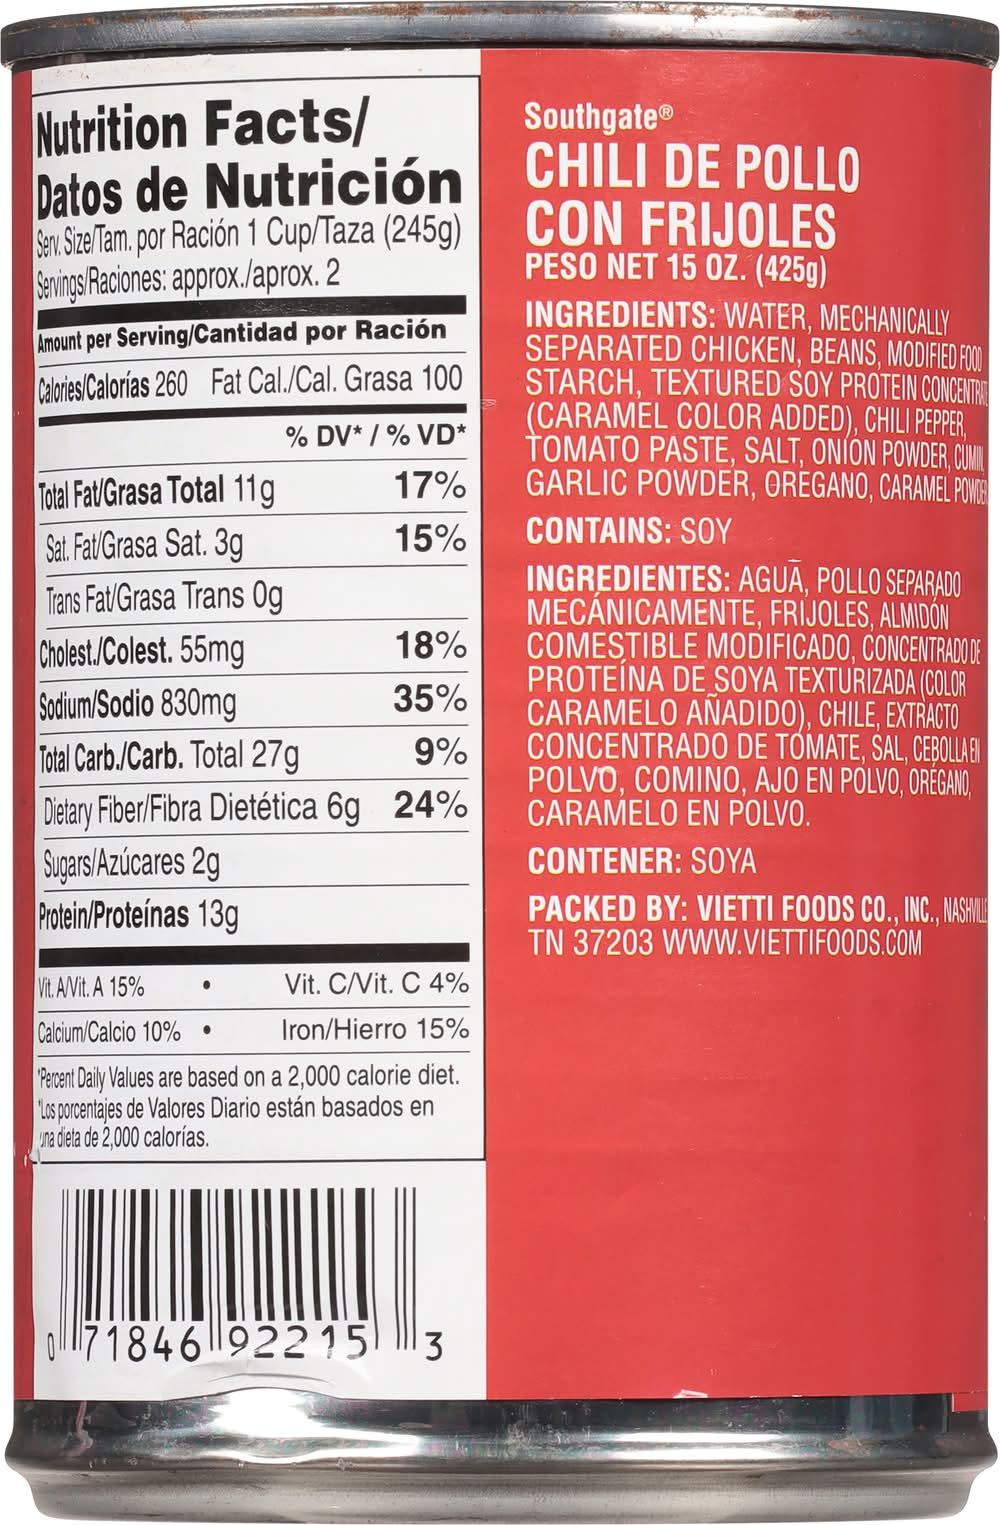 Nutrition Facts/
Datos de Nutrición
Serv. Size/Tam. por Ración 1 Cup/Taza (245g)
Servings/Raciones: approx./aprox. 2
Amount per Serving/Cantidad por Ración
Calories/Calorías 260 Fat Cal./Cal. Grasa 100
% DV* / % VD*
Total Fat/Grasa Total 11g 17%
Sat. Fat/Grasa Sat. 3g 15%
Trans Fat/Grasa Trans 0g
Cholest./Colest. 55mg 18%
Sodium/Sodio 830mg 35%
Total Carb./Carb. Total 27g 9%
Dietary Fiber/Fibra Dietética 6g 24%
Sugars/Azúcares 2g
Protein/Proteínas 13g
Vit. A/Vit. A 15% • Vit. C/Vit. C 4%
Calcium/Calcio 10% • Iron/Hierro 15%
*Percent Daily Values are based on a 2,000 calorie diet.
*Los porcentajes de Valores Diario están basados en
una dieta de 2,000 calorías.
0 71846 92215 3
Southgate®
CHILI DE POLLO
CON FRIJOLES
PESO NET 15 OZ. (425g)
INGREDIENTS: WATER, MECHANICALLY
SEPARATED CHICKEN, BEANS, MODIFIED FOOD
STARCH, TEXTURED SOY PROTEIN CONCENTRATE
(CARAMEL COLOR ADDED), CHILI PEPPER,
TOMATO PASTE, SALT, ONION POWDER, CUMIN,
GARLIC POWDER, OREGANO, CARAMEL POWDER
CONTAINS: SOY
INGREDIENTES: AGUA, POLLO SEPARADO
MECÁNICAMENTE, FRIJOLES, ALMIDÓN
COMESTIBLE MODIFICADO, CONCENTRADO DE
PROTEÍNA DE SOYA TEXTURIZADA (COLOR
CARAMELO AÑADIDO), CHILE, EXTRACTO
CONCENTRADO DE TOMATE, SAL, CEBOLLA EN
POLVO, COMINO, AJO EN POLVO, ORÉGANO,
CARAMELO EN POLVO.
CONTENER: SOYA
PACKED BY: VIETTI FOODS CO., INC., NASHVILLE
TN 37203 WWW.VIETTIFOODS.COM